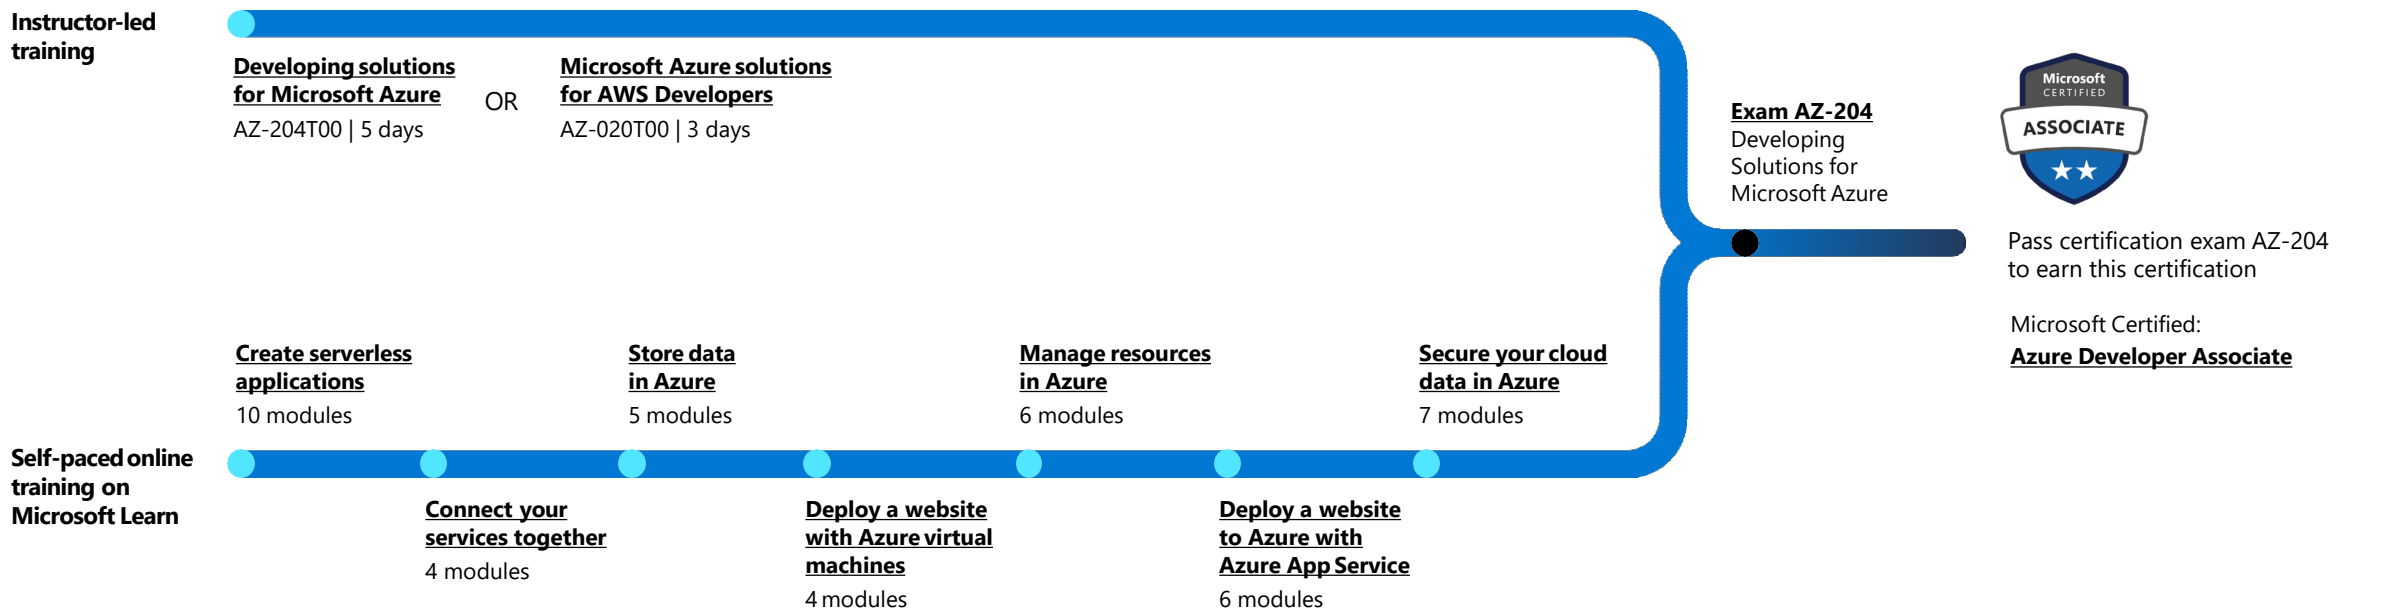 Instructor-led
training
Developing solutions
for Microsoft Azure
AZ-204T00 | 5 days
OR
Microsoft Azure solutions
for AWS Developers
AZ-020T00 | 3 days
Exam AZ-204
Developing
Solutions for
Microsoft Azure
Microsoft
CERTIFIED
ASSOCIATE
Pass certification exam AZ-204
to earn this certification
Microsoft Certified:
Azure Developer Associate
Self-paced online
training on
Microsoft Learn
Create serverless
applications
10 modules
Connect your
services together
4 modules
Store data
in Azure
5 modules
Deploy a website
with Azure virtual
machines
4 modules
Manage resources
in Azure
6 modules
Deploy a website
to Azure with
Azure App Service
6 modules
Secure your cloud
data in Azure
7 modules